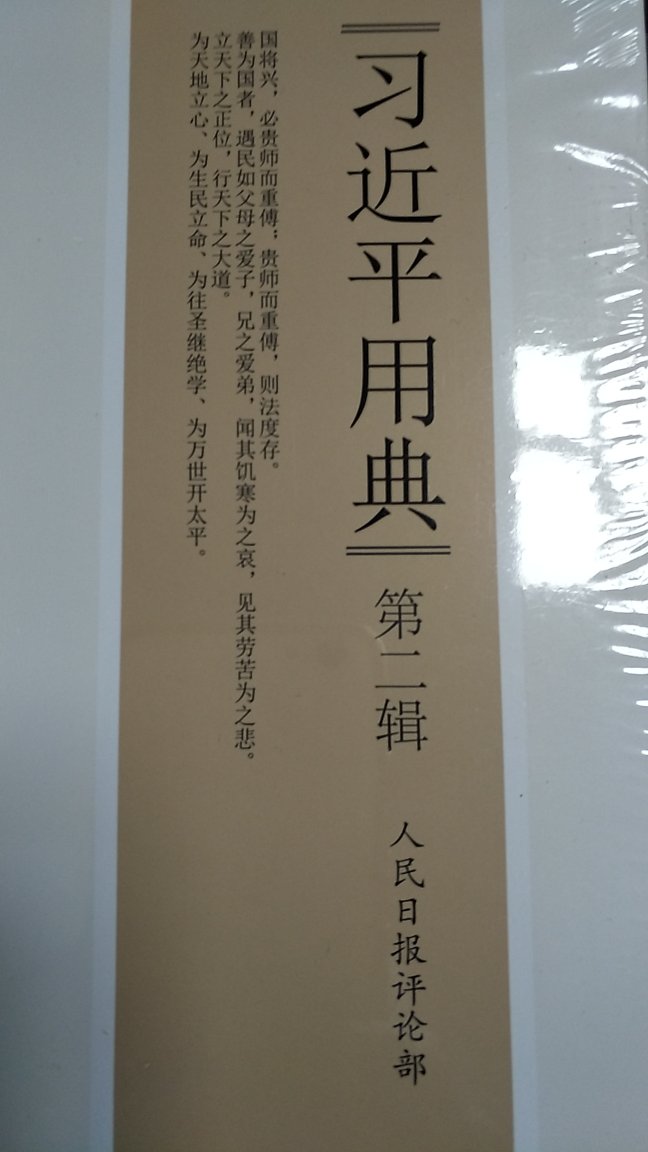 习近平用典
第二辑
人民日报评论部
国将兴，必贵师而重傅；贵师而重傅，则法度存。
善为国者，遇民如父母之爱子，兄之爱弟，闻其饥寒为之哀，见其劳苦为之悲。
立天下之正位，行天下之大道。
为天地立心、为生民立命、为往圣继绝学、为万世开太平。